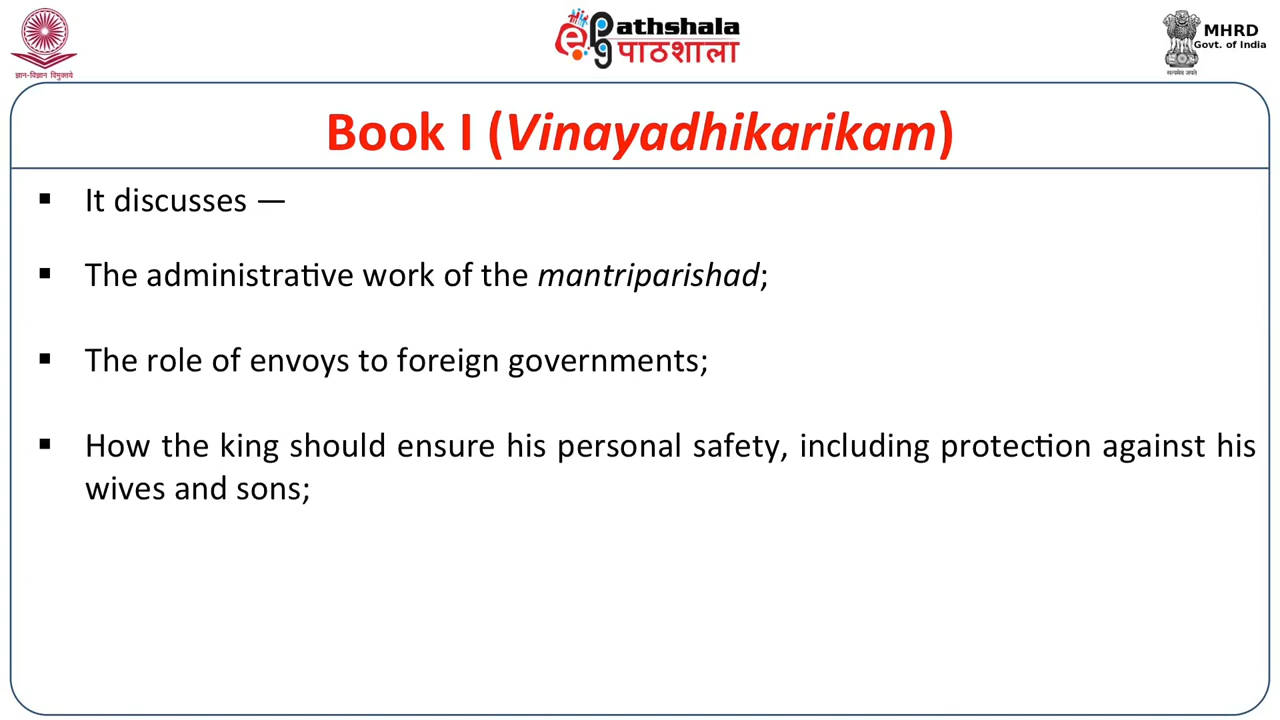 ज्ञान-विज्ञान विमुक्तये
e
PG
Pathshala
पाठशाला
सत्यमेव जयते
MHRD
Govt. of India
Book I (Vinayadhikarikam)
▪ It discusses —
▪ The administrative work of the mantriparishad;
▪ The role of envoys to foreign governments;
▪ How the king should ensure his personal safety, including protection against his
wives and sons;